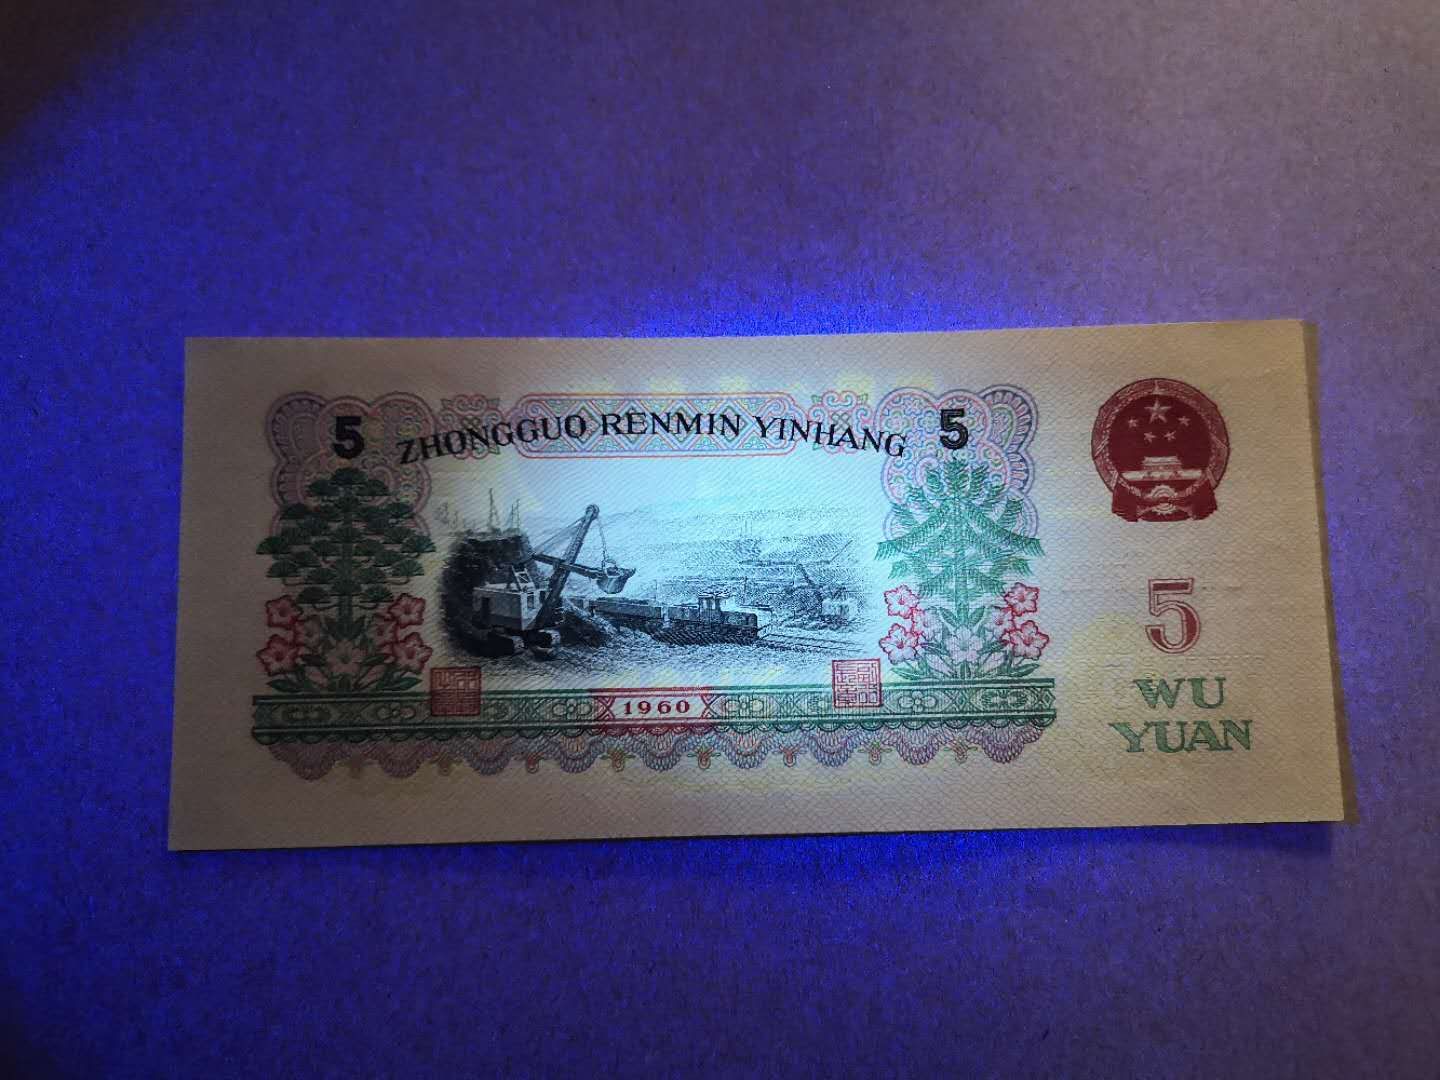 5 ZHONGGUO RENMIN YINHANG 5
5
WU
YUAN
1960